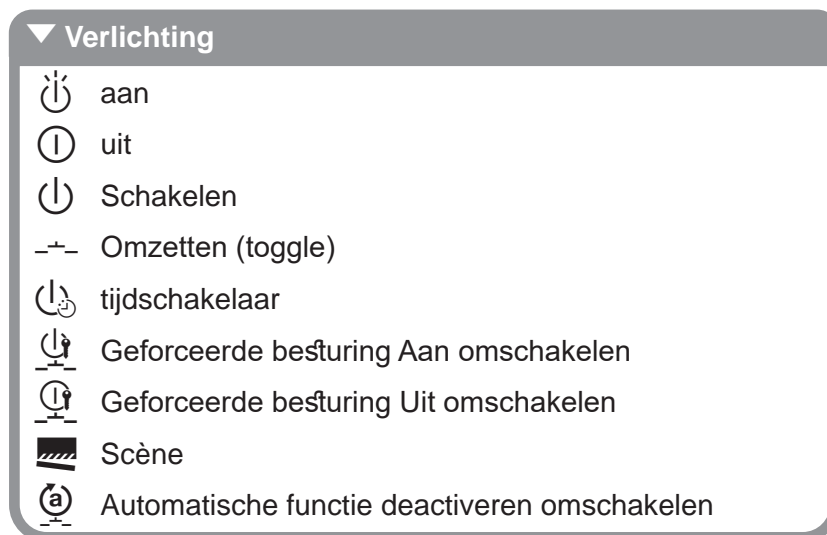 Verlichting
aan
uit
Schakelen
Omzetten (toggle)
tijdschakelaar
Geforceerde besturing Aan omschakelen
Geforceerde besturing Uit omschakelen
Scène
Automatische functie deactiveren omschakelen